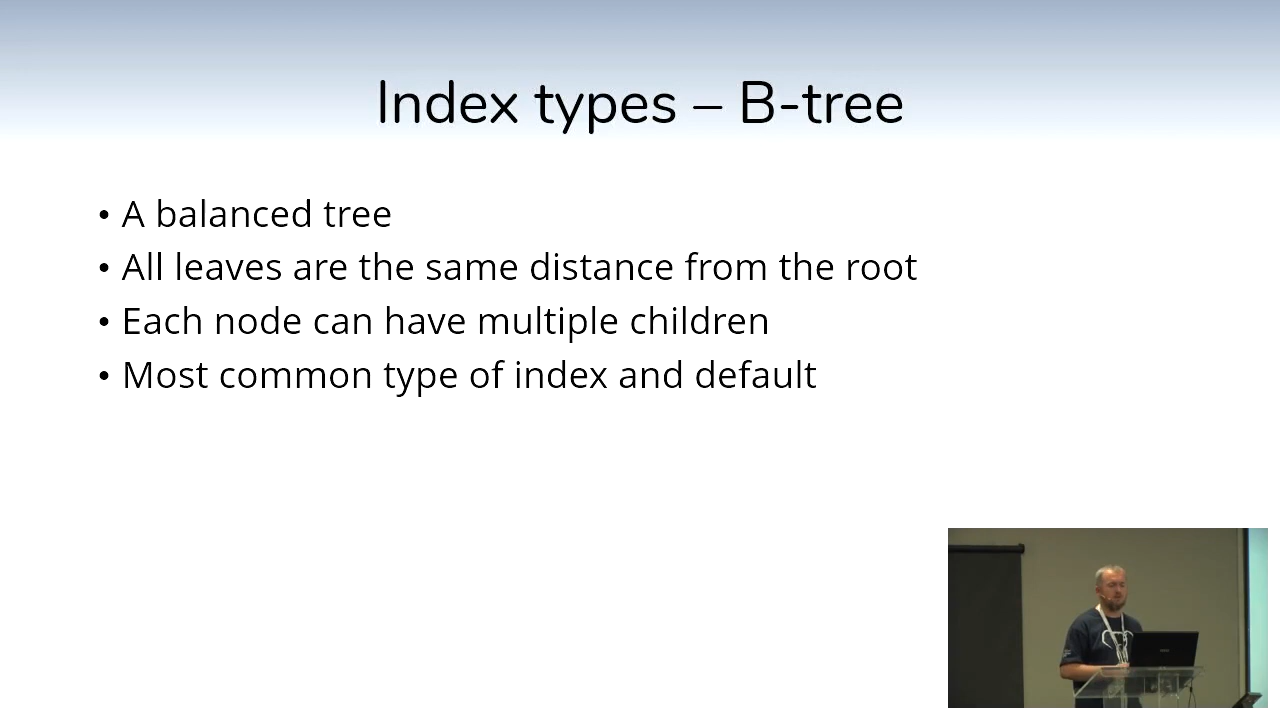 Index types – B-tree
• A balanced tree
• All leaves are the same distance from the root
• Each node can have multiple children
• Most common type of index and default